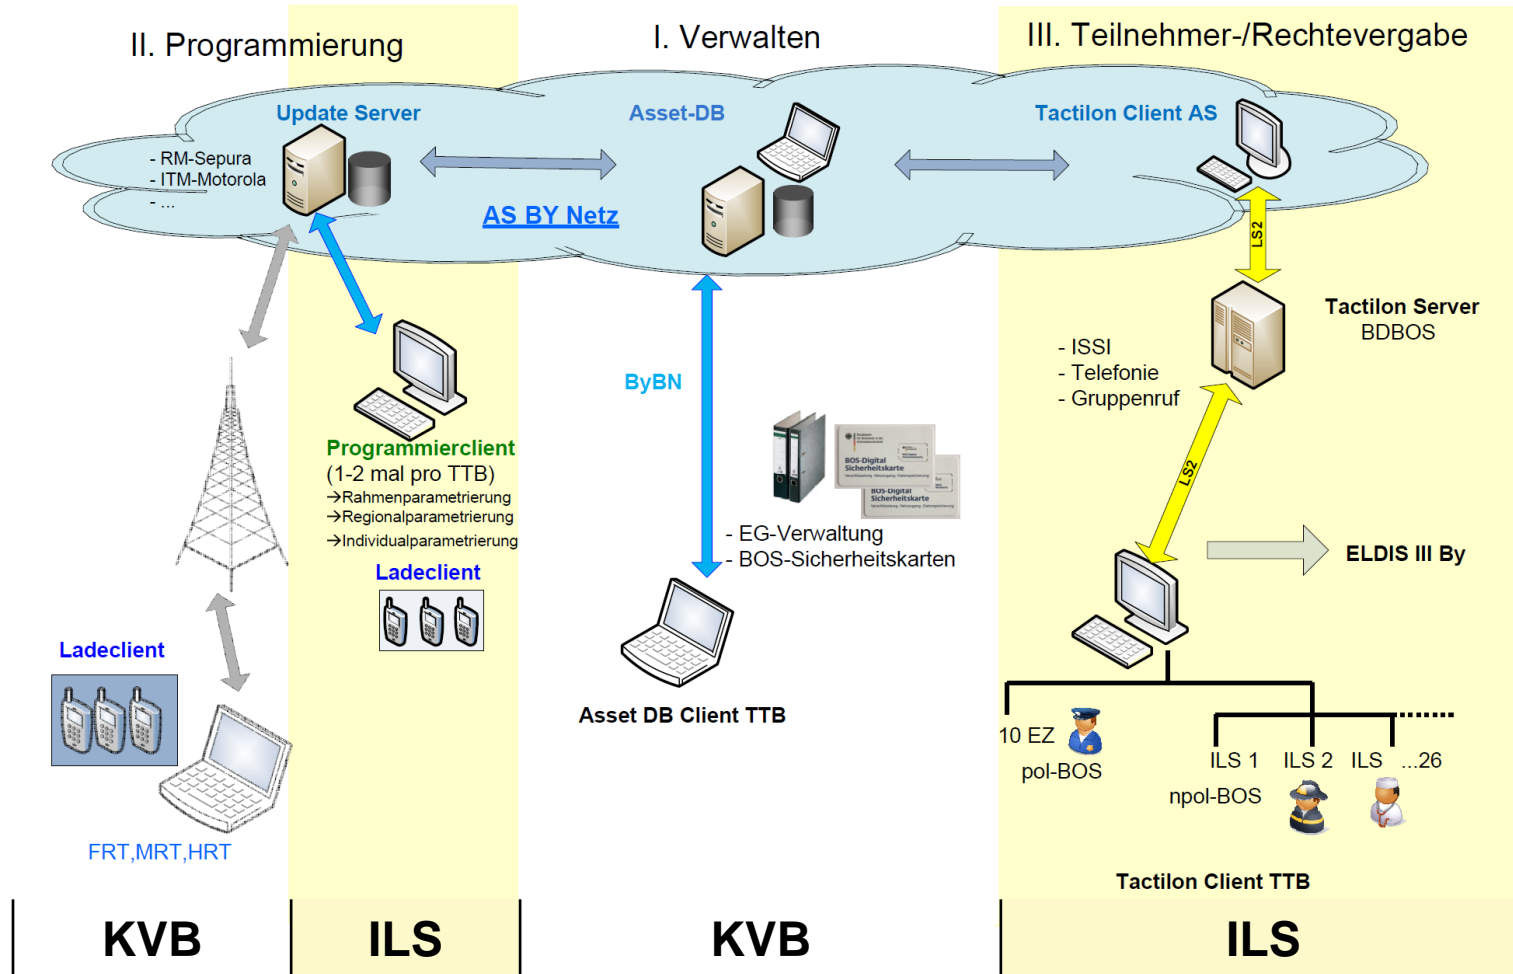 II. Programmierung
I. Verwalten
III. Teilnehmer-/Rechtevergabe
Update Server
- RM-Sepura
- ITM-Motorola
- ...
Asset-DB
Tactilon Client AS
AS BY Netz
LS2
Tactilon Server
BDBOS
- ISSI
- Telefonie
- Gruppenruf
LS2
ByBN
Programmierclient
(1-2 mal pro TTB)
→Rahmenparametrierung
→Regionalparametrierung
→Individualparametrierung
Ladeclient
BOS-Digital
Sicherheitskarte
BOS-Digital
Sicherheitskarte
- EG-Verwaltung
- BOS-Sicherheitskarten
ELDIS III By
Ladeclient
Asset DB Client TTB
FRT,MRT,HRT
10 EZ
pol-BOS
ILS 1
ILS 2
ILS
...26
npol-BOS
Tactilon Client TTB
KVB
ILS
KVB
ILS